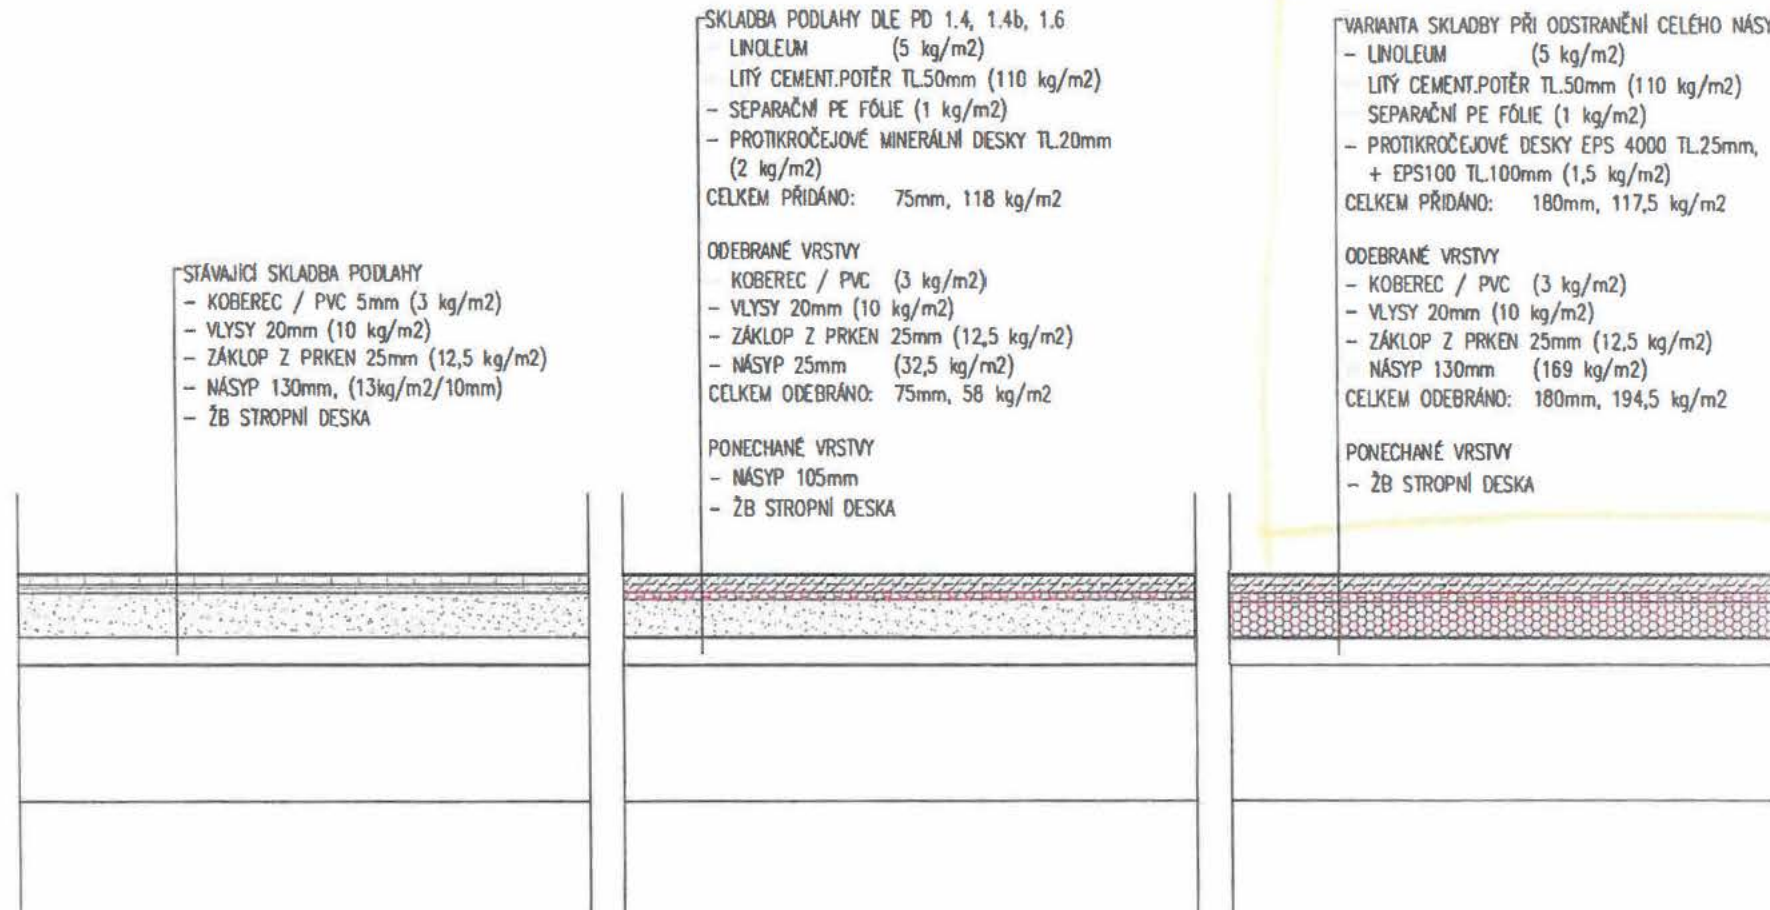 STÁVAJÍCÍ SKLADBA PODLAHY
- KOBEREC / PVC 5mm (3 kg/m2)
- VLYSY 20mm (10 kg/m2)
- ZÁKLOP Z PRKEN 25mm (12,5 kg/m2)
- NÁSYP 130mm, (13kg/m2/10mm)
- ŽB STROPNÍ DESKA
SKLADBA PODLAHY DLE PD 1.4, 1.4b, 1.6
LINOLEUM (5 kg/m2)
LITÝ CEMENT.POTĚR TL.50mm (110 kg/m2)
- SEPARAČNÍ PE FÓLIE (1 kg/m2)
- PROTIKROČEJOVÉ MINERÁLNÍ DESKY TL.20mm
(2 kg/m2)
CELKEM PŘIDÁNO: 75mm, 118 kg/m2
ODEBRANÉ VRSTVY
KOBEREC / PVC (3 kg/m2)
- VLYSY 20mm (10 kg/m2)
- ZÁKLOP Z PRKEN 25mm (12,5 kg/m2)
- NÁSYP 25mm (32,5 kg/m2)
CELKEM ODEBRÁNO: 75mm, 58 kg/m2
PONECHANÉ VRSTVY
- NÁSYP 105mm
- ŽB STROPNÍ DESKA
VARIANTA SKLADBY PŘI ODSTRANĚNÍ CELÉHO NÁSY
- LINOLEUM (5 kg/m2)
LITÝ CEMENT.POTĚR TL.50mm (110 kg/m2)
SEPARAČNÍ PE FÓLIE (1 kg/m2)
- PROTIKROČEJOVÉ DESKY EPS 4000 TL.25mm,
+ EPS100 TL.100mm (1,5 kg/m2)
CELKEM PŘIDÁNO: 180mm, 117,5 kg/m2
ODEBRANÉ VRSTVY
- KOBEREC / PVC (3 kg/m2)
- VLYSY 20mm (10 kg/m2)
- ZÁKLOP Z PRKEN 25mm (12,5 kg/m2)
NÁSYP 130mm (169 kg/m2)
CELKEM ODEBRÁNO: 180mm, 194,5 kg/m2
PONECHANÉ VRSTVY
- ŽB STROPNÍ DESKA